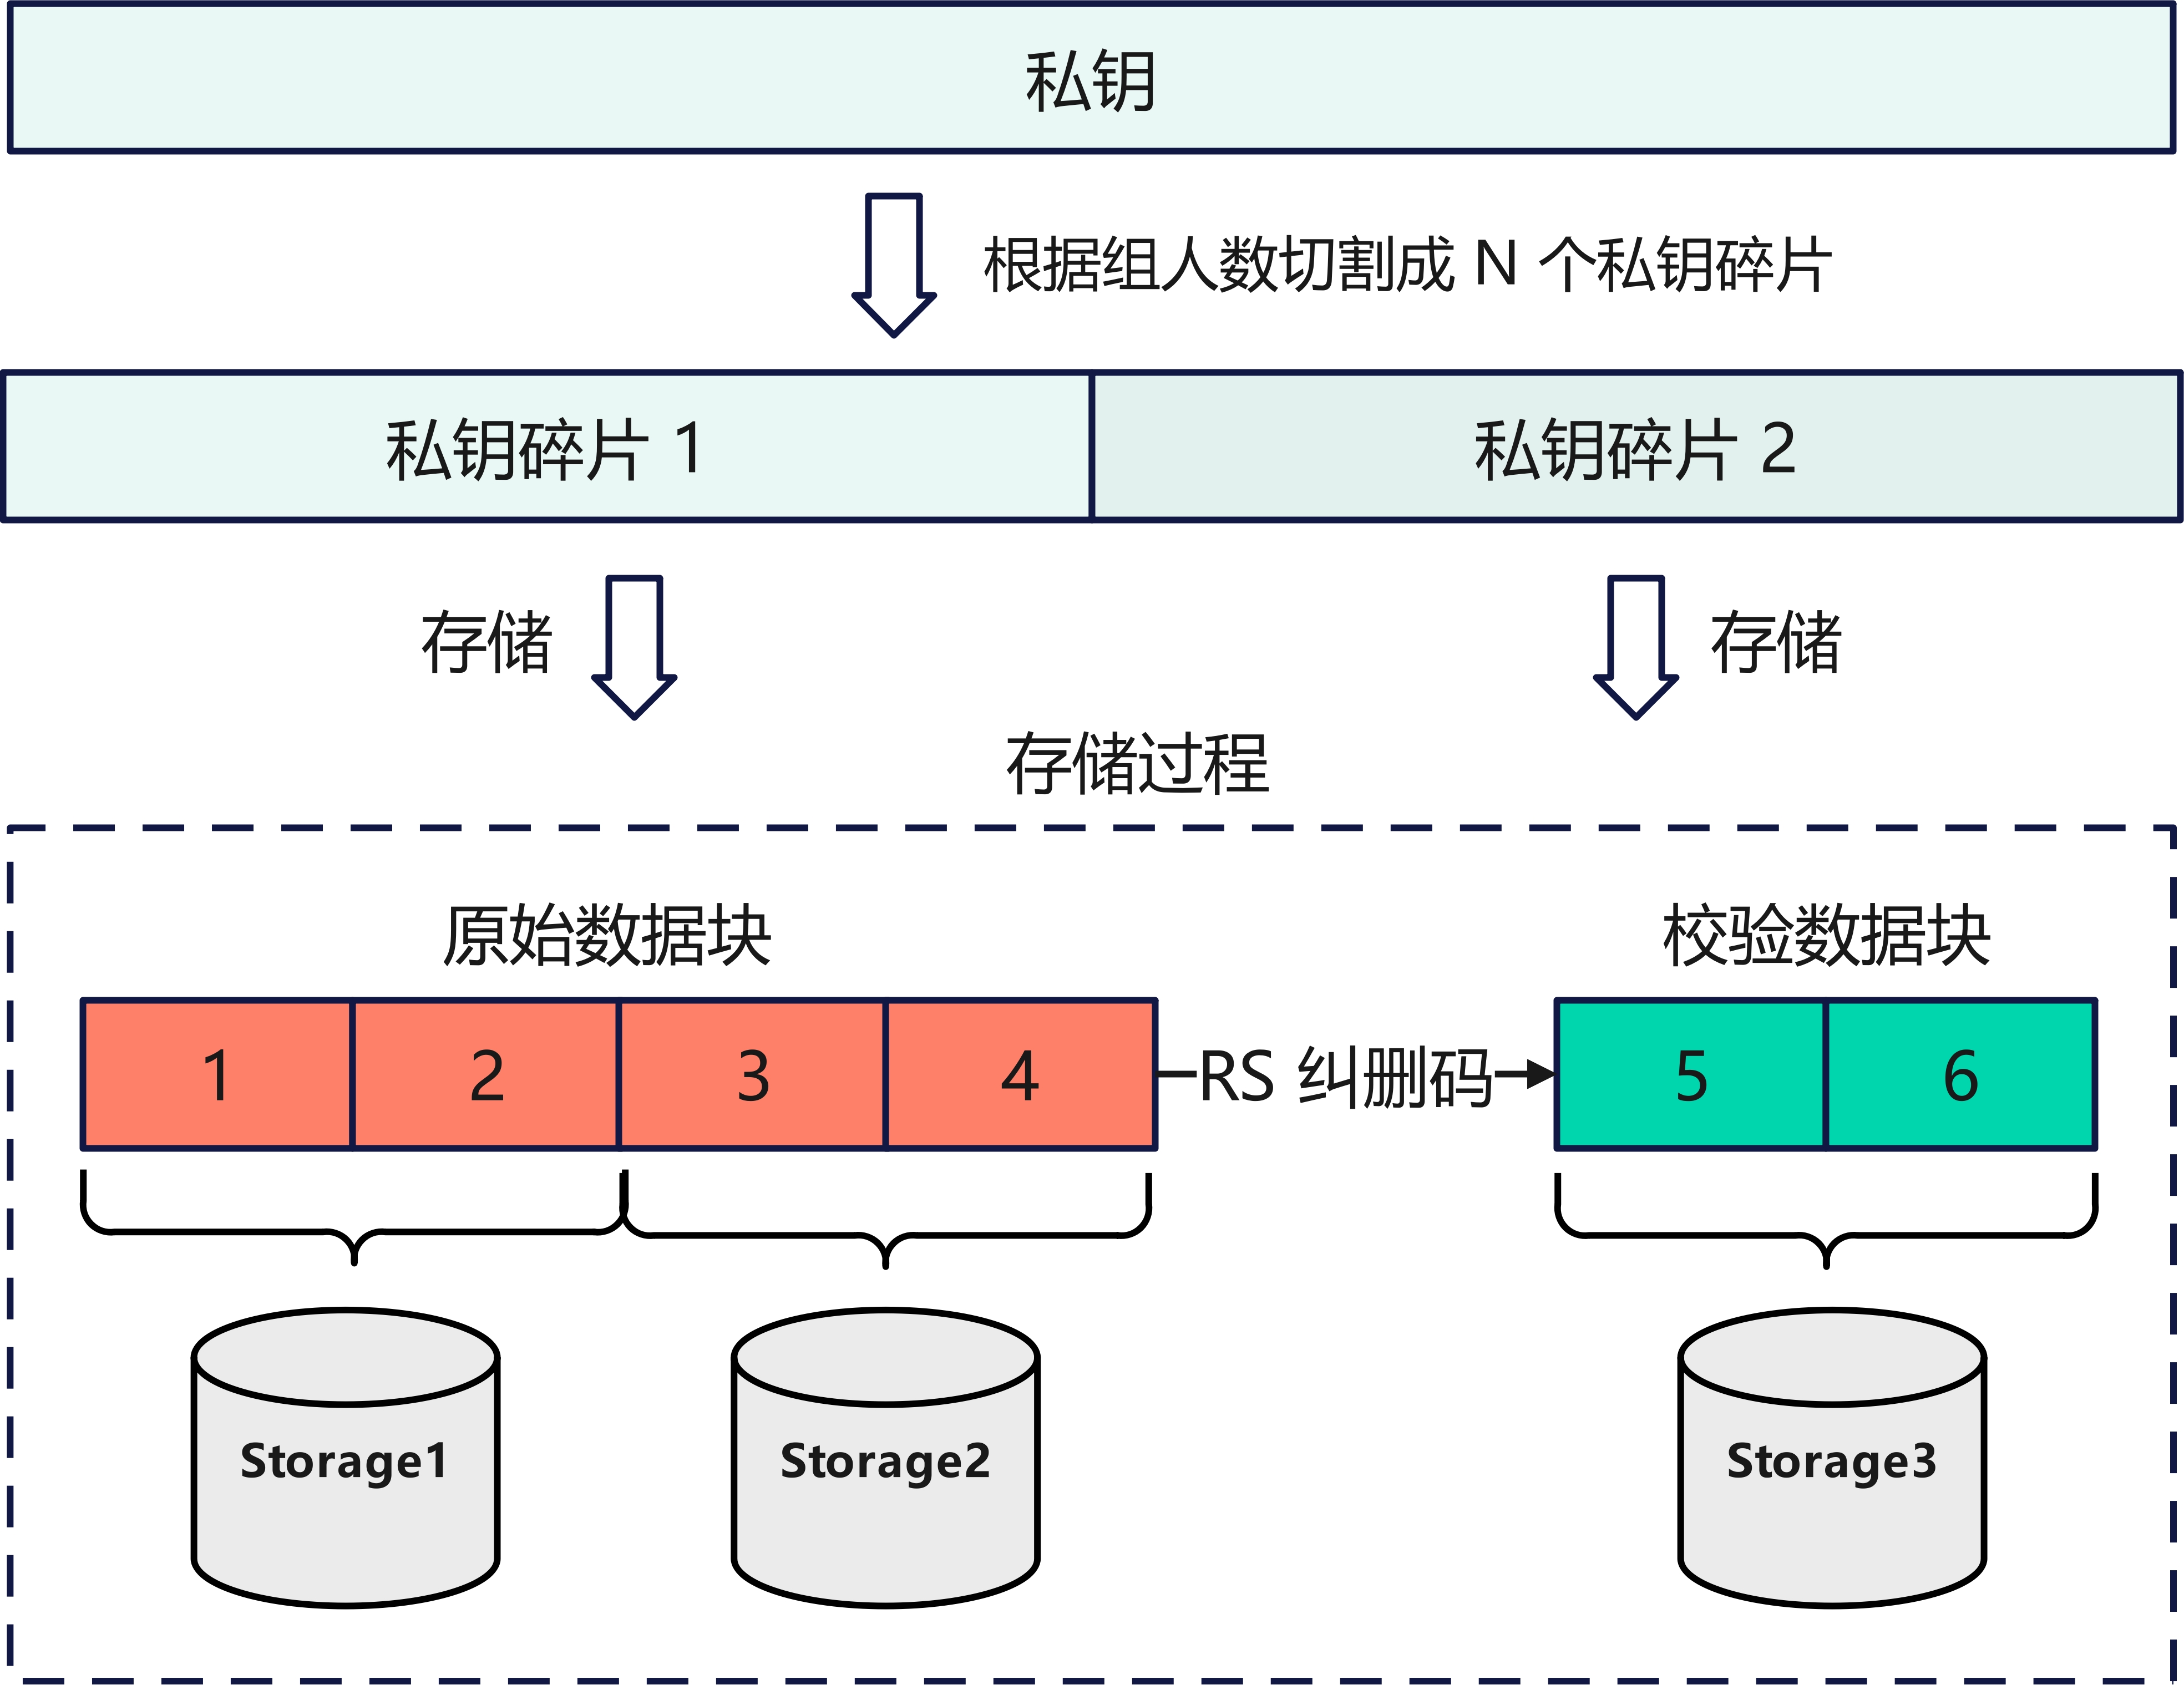 私钥
根据组人数切割成 N 个私钥碎片
私钥碎片 1
私钥碎片 2
存储
存储
存储过程
原始数据块
校验数据块
1
2
3
4
RS 纠删码
5
6
Storage1
Storage2
Storage3